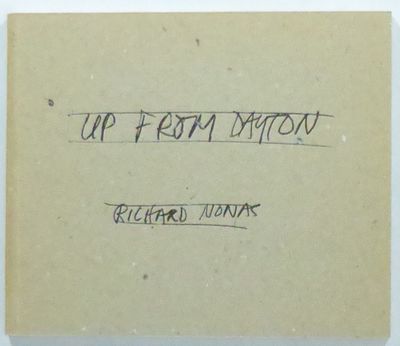 UP FROM DAYTON
RICHARD NONAS